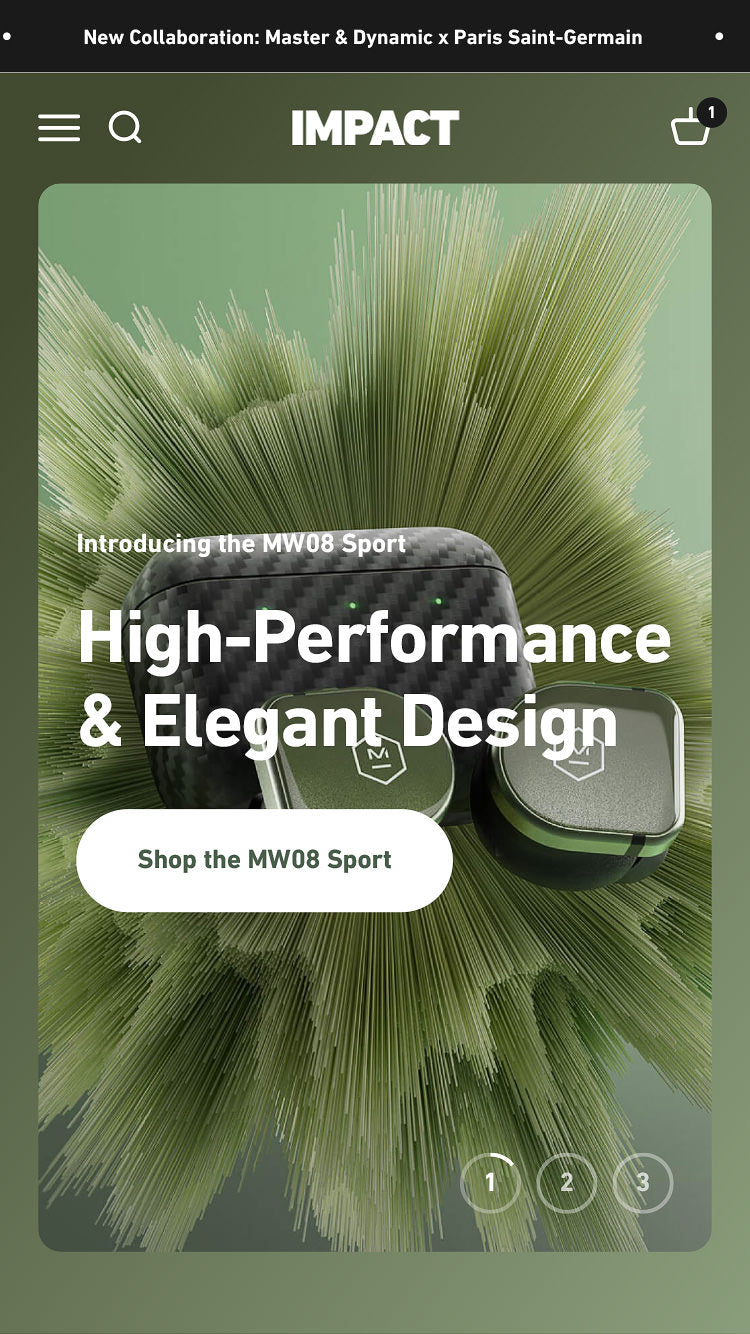 New Collaboration: Master & Dynamic x Paris Saint-Germain
IMPACT
1
Introducing the MW08 Sport
High-Performance
& Elegant Design
M
M
Shop the MW08 Sport
1
2
3